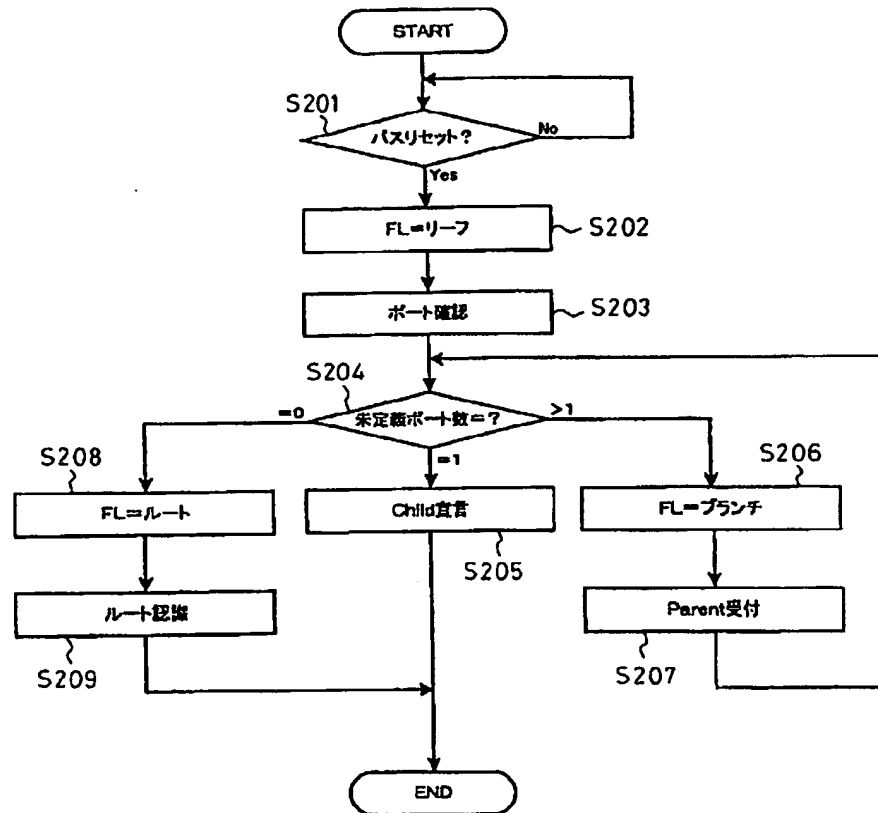 START
S201
バスリセット?
No
Yes
FL=リーフ
S202
ポート確認
S203
S204
=0
未定義ポート数=?
>1
=1
S208
S206
FL=ルート
Child宣言
FL=ブランチ
S205
ルート認識
Parent受付
S209
S207
END